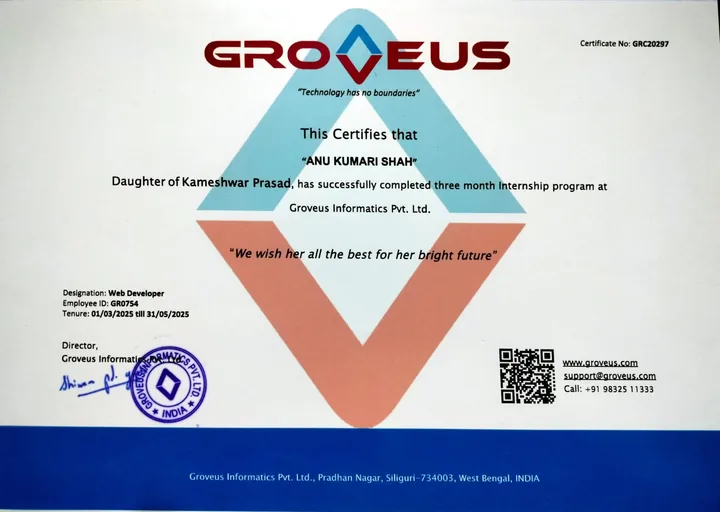 GROVEUS
Certificate No: GRC20297
"Technology has no boundaries"
This Certifies that
"ANU KUMARI SHAH"
Daughter of Kameshwar Prasad, has successfully completed three month Internship program at
Groveus Informatics Pvt. Ltd.
"We wish her all the best for her bright future"
Designation: Web Developer
Employee ID: GR0754
Tenure: 01/03/2025 till 31/05/2025
Director,
Groveus Informatics Pvt. Ltd.
GROVEUS INFORMATICS PVT. LTD.
★ INDIA ★
www.groveus.com
support@groveus.com
Call: +91 98325 11333
Groveus Informatics Pvt. Ltd., Pradhan Nagar, Siliguri-734003, West Bengal, INDIA